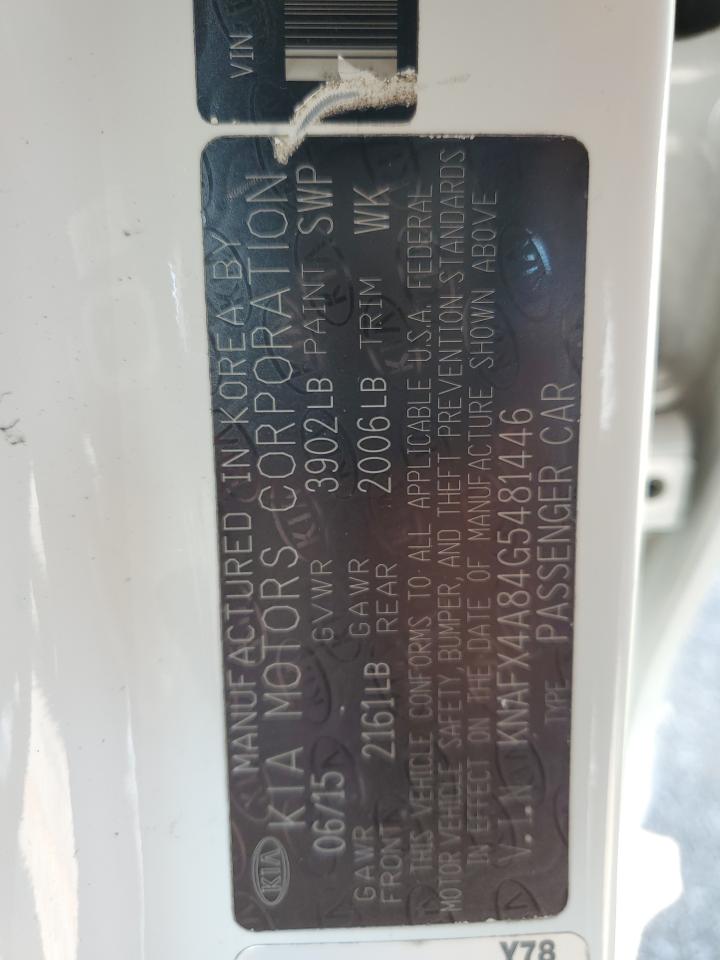 VIN
KIA
MANUFACTURED IN KOREA BY
KIA MOTORS CORPORATION
06/15 GVWR 3902LB PAINT SWP
GAWR FRONT 2161LB GAWR REAR 2006LB TRIM WK
THIS VEHICLE CONFORMS TO ALL APPLICABLE U.S.A. FEDERAL
MOTOR VEHICLE SAFETY, BUMPER, AND THEFT PREVENTION STANDARDS
IN EFFECT ON THE DATE OF MANUFACTURE SHOWN ABOVE
V.I.N KNAFX4A84G5481446
TYPE PASSENGER CAR
Y78